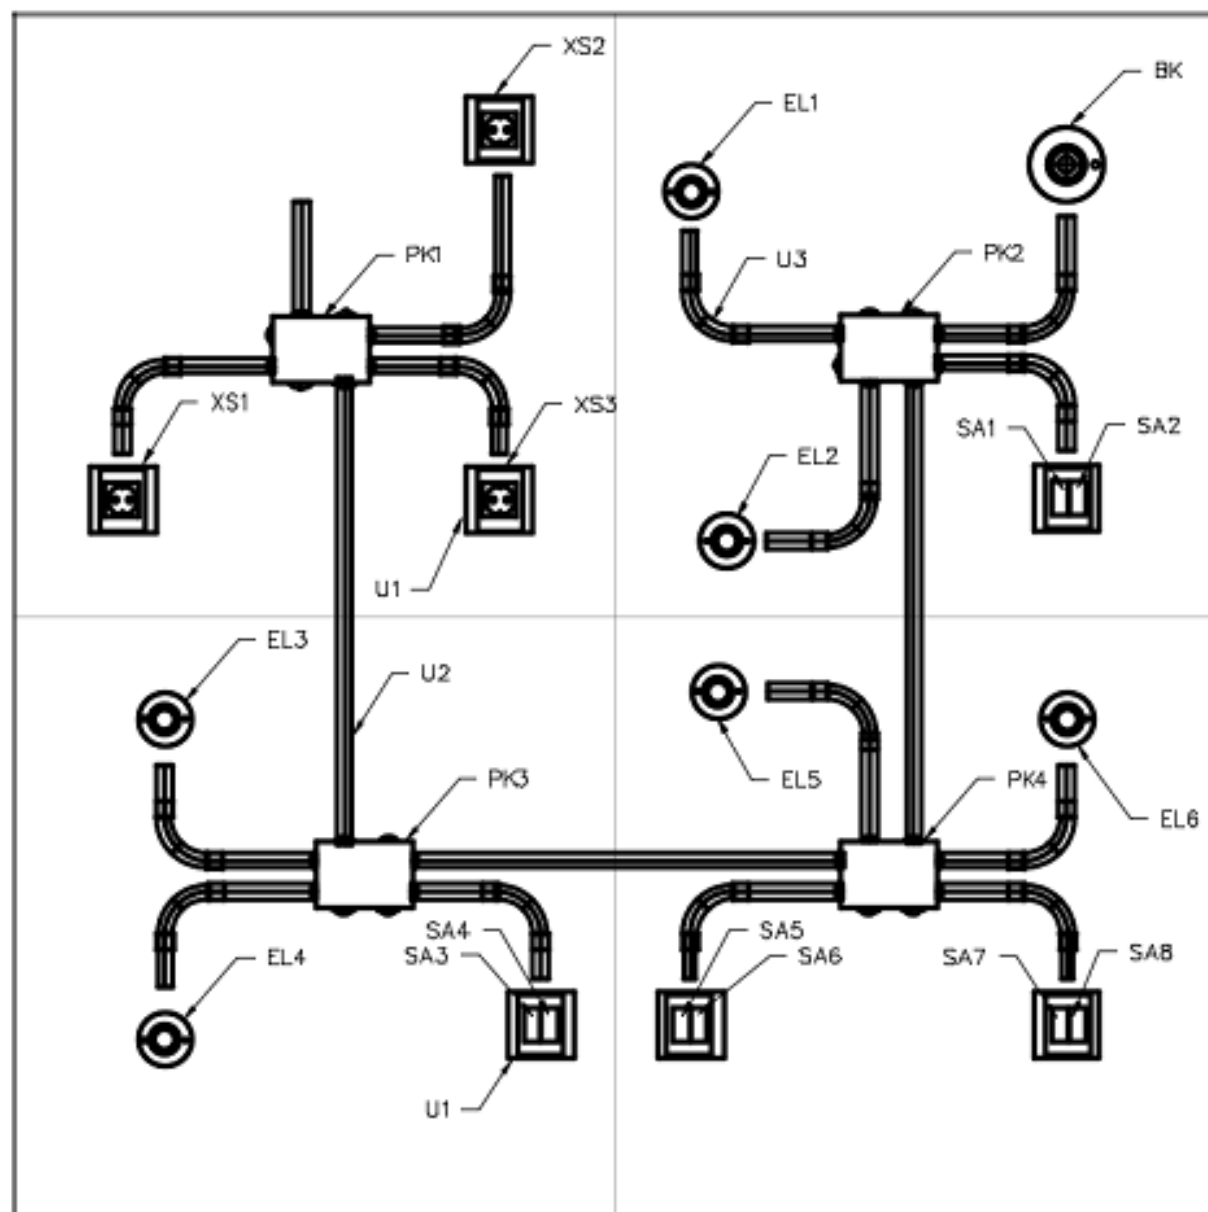 XS2
BK
EL1
PK1
U3
PK2
XS1
XS3
SA1
SA2
EL2
U1
EL3
U2
PK3
EL5
PK4
EL6
SA4
SA5
SA8
EL4
SA3
SA6
SA7
U1